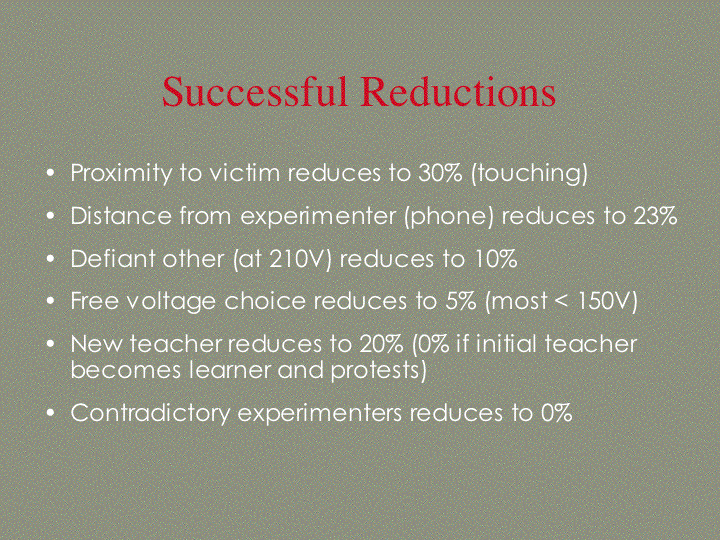 Successful Reductions
• Proximity to victim reduces to 30% (touching)
• Distance from experimenter (phone) reduces to 23%
• Defiant other (at 210V) reduces to 10%
• Free voltage choice reduces to 5% (most < 150V)
• New teacher reduces to 20% (0% if initial teacher
becomes learner and protests)
• Contradictory experimenters reduces to 0%